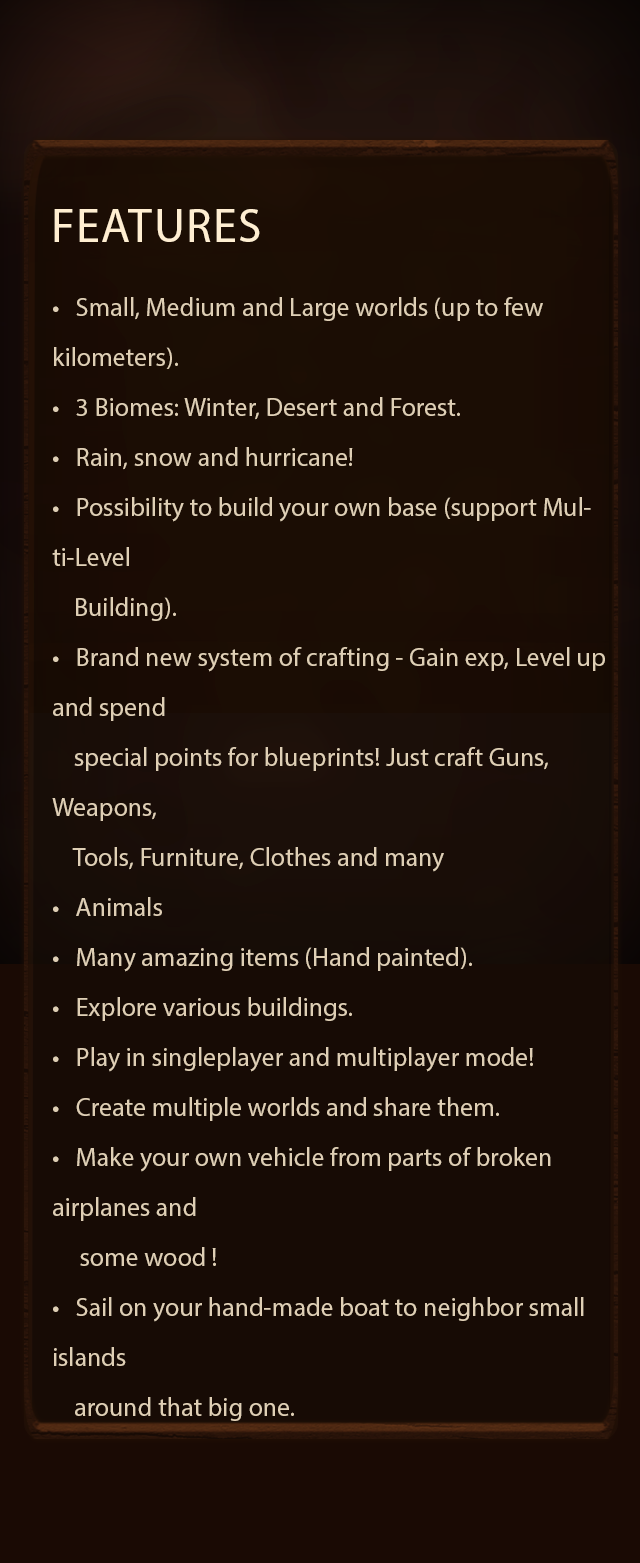 FEATURES
• Small, Medium and Large worlds (up to few
kilometers).
• 3 Biomes: Winter, Desert and Forest.
• Rain, snow and hurricane!
• Possibility to build your own base (support Mul-
ti-Level
Building).
• Brand new system of crafting - Gain exp, Level up
and spend
special points for blueprints! Just craft Guns,
Weapons,
Tools, Furniture, Clothes and many
• Animals
• Many amazing items (Hand painted).
• Explore various buildings.
• Play in singleplayer and multiplayer mode!
• Create multiple worlds and share them.
• Make your own vehicle from parts of broken
airplanes and
some wood !
• Sail on your hand-made boat to neighbor small
islands
around that big one.